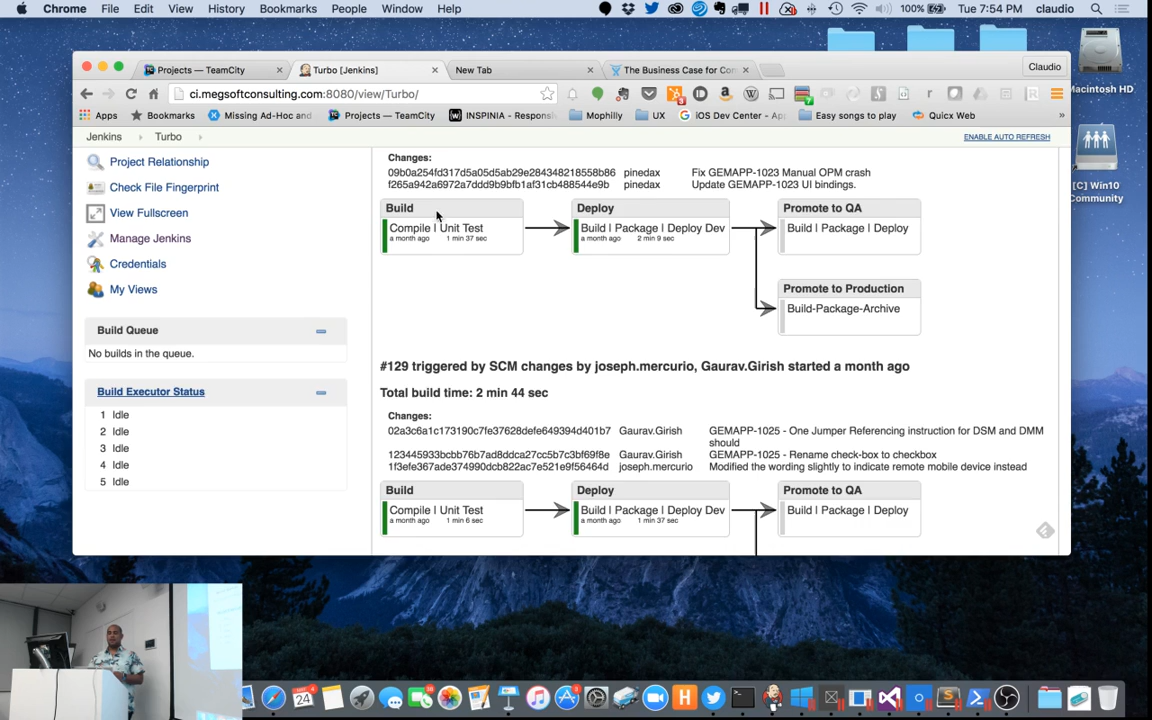 Chrome File Edit View History Bookmarks People Window Help 100% Tue 7:54 PM claudio
Projects — TeamCity × Turbo [Jenkins] × New Tab × The Business Case for Con × Claudio
ci.megsoftconsulting.com:8080/view/Turbo/
Apps Bookmarks Missing Ad-Hoc and Projects — TeamCity INSPINIA - Respons Mophilly UX iOS Dev Center - Ap Easy songs to play Quicx Web »
Jenkins Turbo ENABLE AUTO REFRESH
Macintosh HD
[C] Win10
Community
Project Relationship
Check File Fingerprint
View Fullscreen
Manage Jenkins
Credentials
My Views
Build Queue
No builds in the queue.
Build Executor Status
1 Idle
2 Idle
3 Idle
4 Idle
5 Idle
Changes:
09b0a254fd317d5a05d5ab29e284348218558b86 pinedax Fix GEMAPP-1023 Manual OPM crash
f265a942a6972a7ddd9b9bfb1af31cb488544e9b pinedax Update GEMAPP-1023 UI bindings.
Build Deploy Promote to QA
Compile | Unit Test Build | Package | Deploy Dev Build | Package | Deploy
a month ago 1 min 37 sec a month ago 2 min 9 sec
Promote to Production
Build-Package-Archive
#129 triggered by SCM changes by joseph.mercurio, Gaurav.Girish started a month ago
Total build time: 2 min 44 sec
Changes:
02a3c6a1c173190c7fe37628defe649394d401b7 Gaurav.Girish GEMAPP-1025 - One Jumper Referencing instruction for DSM and DMM
should
123445933bcbb76b7ad8ddca27cc5b7c3bf69f8e Gaurav.Girish GEMAPP-1025 - Rename check-box to checkbox
1f3efe367ade374990dcb822ac7e521e9f56464d joseph.mercurio Modified the wording slightly to indicate remote mobile device instead
Build Deploy Promote to QA
Compile | Unit Test Build | Package | Deploy Dev Build | Package | Deploy
a month ago 1 min 6 sec a month ago 1 min 37 sec